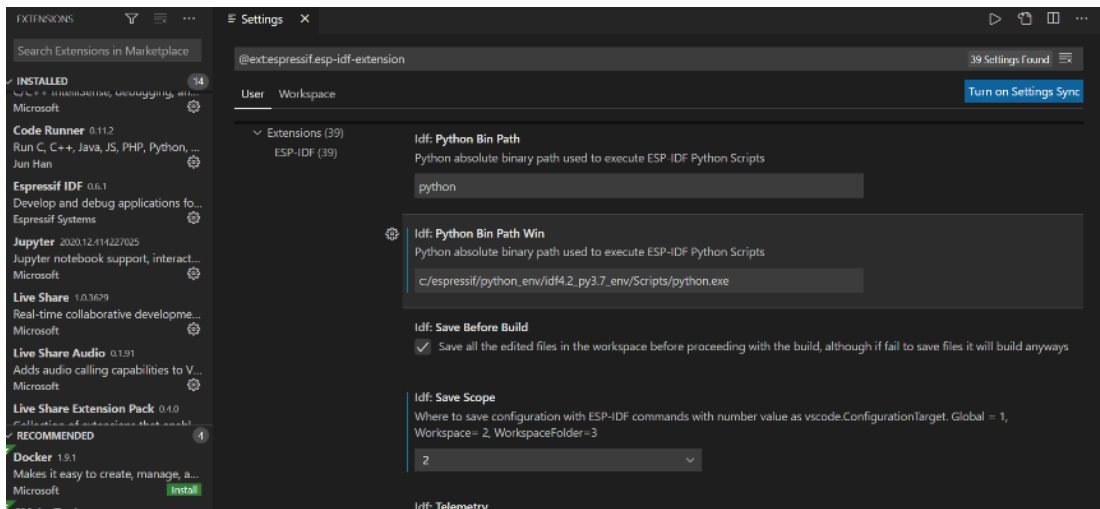 EXTENSIONS
Search Extensions in Marketplace
INSTALLED 14
C/C++ IntelliSense, debugging, an...
Microsoft
Code Runner 0.11.2
Run C, C++, Java, JS, PHP, Python, ...
Jun Han
Espressif IDF 0.6.1
Develop and debug applications fo...
Espressif Systems
Jupyter 2020.12.414227025
Jupyter notebook support, interact...
Microsoft
Live Share 1.0.3629
Real-time collaborative developme...
Microsoft
Live Share Audio 0.1.91
Adds audio calling capabilities to V...
Microsoft
Live Share Extension Pack 0.4.0
Collection of extensions that enabl...
RECOMMENDED 4
Docker 1.9.1
Makes it easy to create, manage, a...
Microsoft Install
Settings
@ext:espressif.esp-idf-extension 39 Settings Found
User Workspace Turn on Settings Sync
Extensions (39)
ESP-IDF (39)
Idf: Python Bin Path
Python absolute binary path used to execute ESP-IDF Python Scripts
python
Idf: Python Bin Path Win
Python absolute binary path used to execute ESP-IDF Python Scripts
c:/espressif/python_env/idf4.2_py3.7_env/Scripts/python.exe
Idf: Save Before Build
Save all the edited files in the workspace before proceeding with the build, although if fail to save files it will build anyways
Idf: Save Scope
Where to save configuration with ESP-IDF commands with number value as vscode.ConfigurationTarget. Global = 1,
Workspace= 2, WorkspaceFolder=3
2
Idf: Telemetry